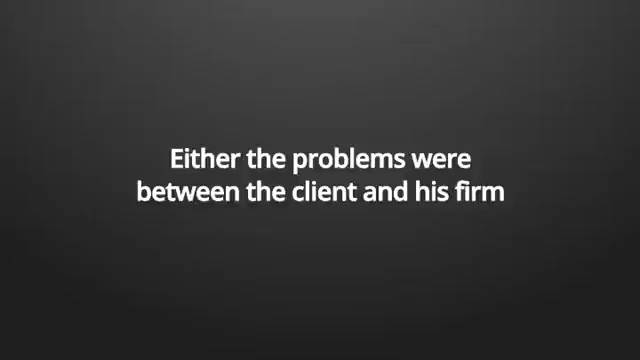 Either the problems were
between the client and his firm